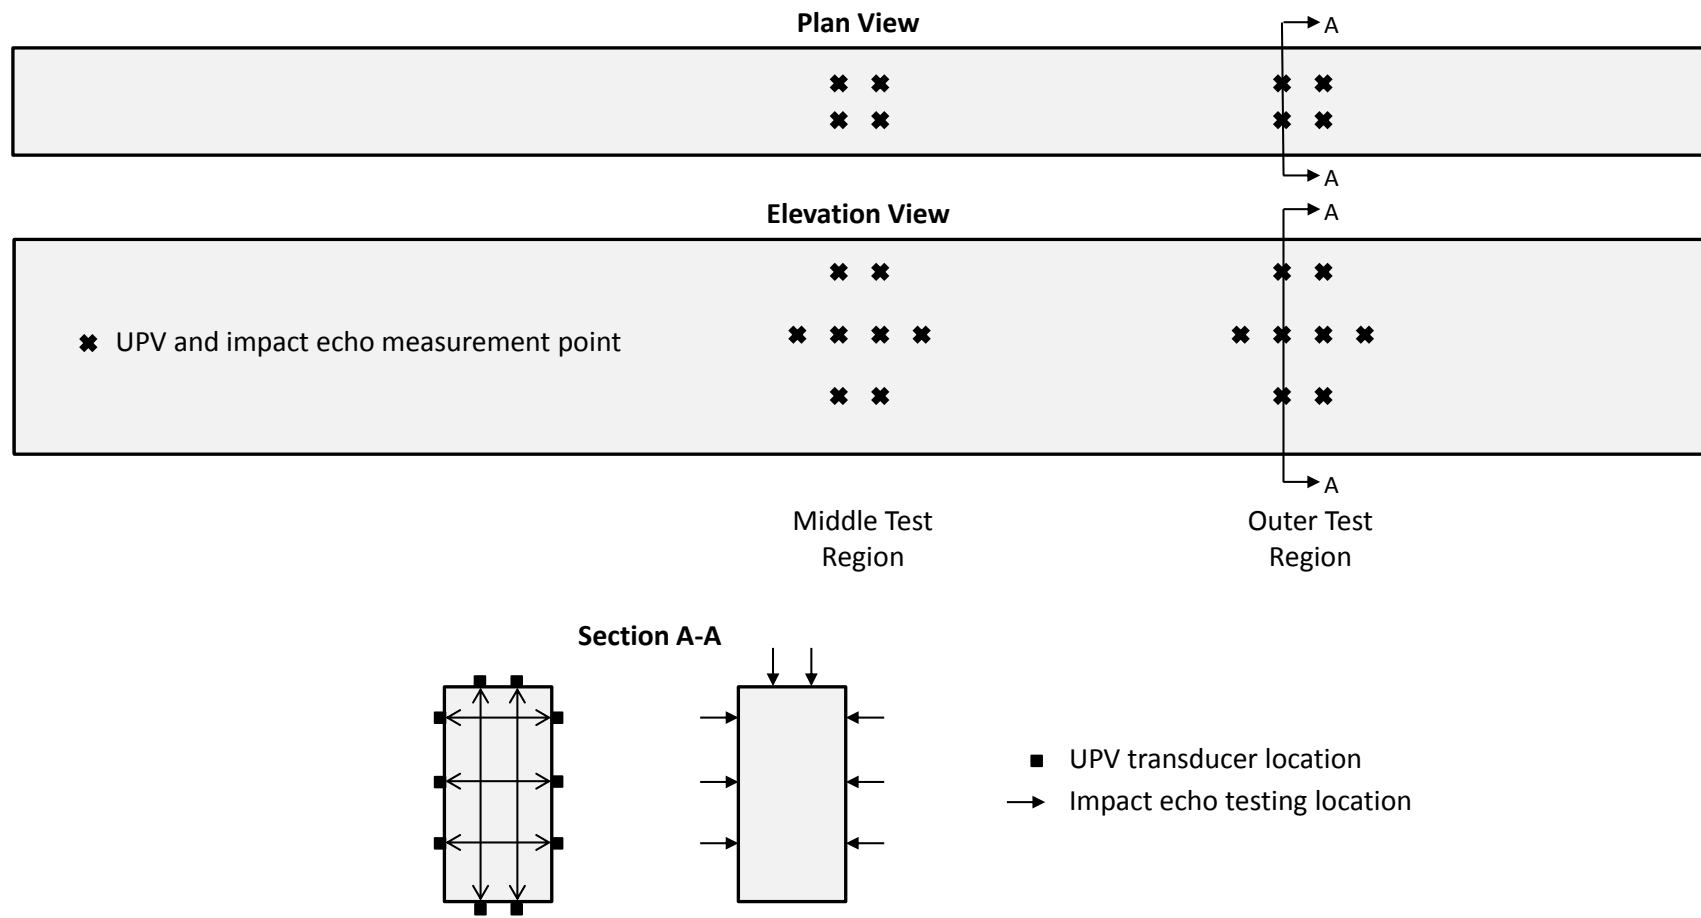 Plan View
A
A
Elevation View
A
UPV and impact echo measurement point
A
Middle Test
Region
Outer Test
Region
Section A-A
UPV transducer location
Impact echo testing location